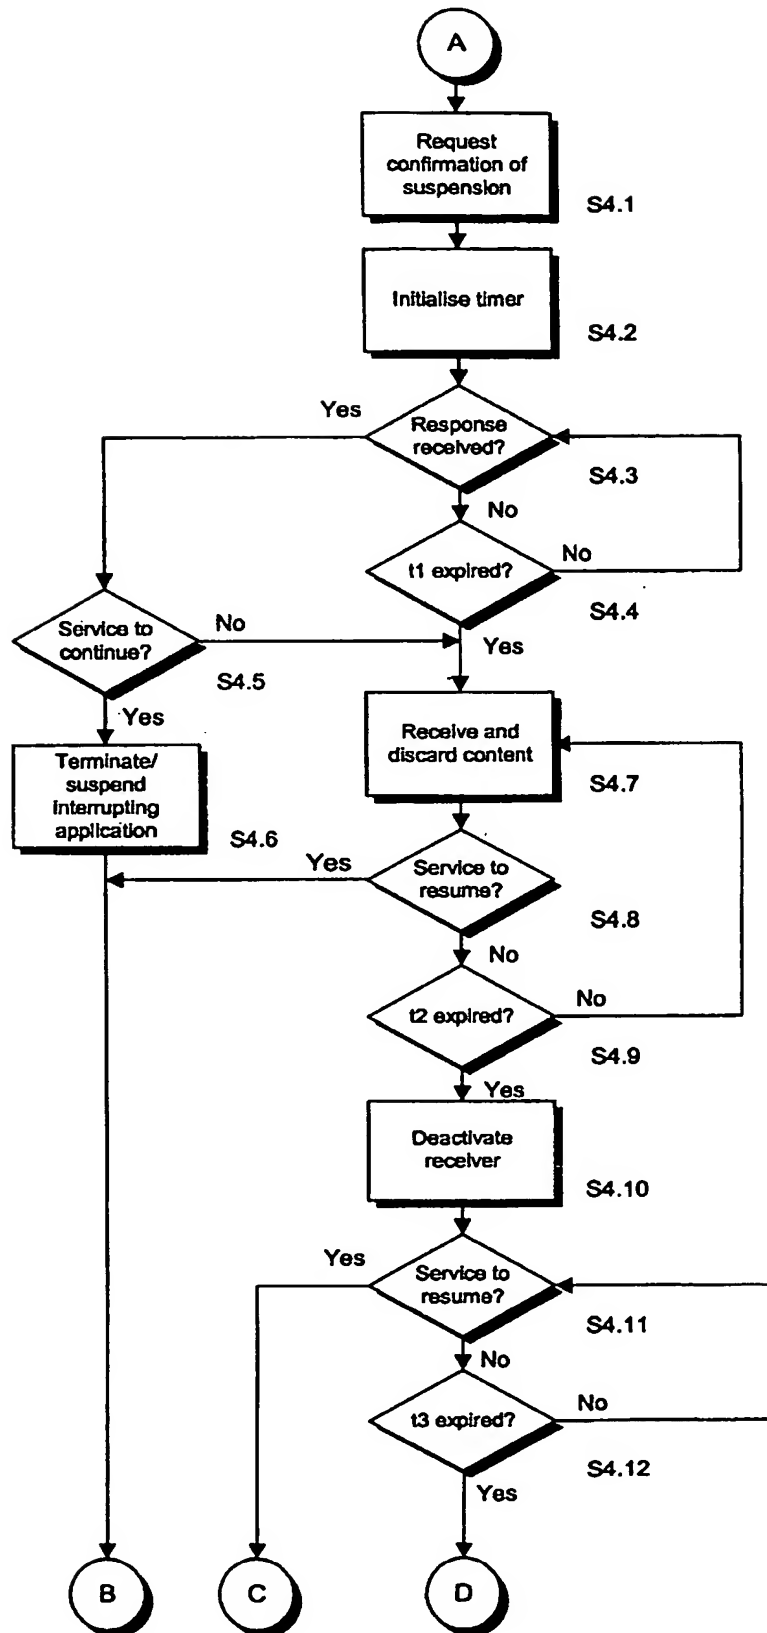 A
Request
confirmation of
suspension
S4.1
Initialise timer
S4.2
Yes
Response
received?
S4.3
No
t1 expired?
No
S4.4
Yes
Service to
continue?
No
S4.5
Yes
Terminate/
suspend
interrupting
application
S4.6
Receive and
discard content
S4.7
Yes
Service to
resume?
S4.8
No
t2 expired?
No
S4.9
Yes
Deactivate
receiver
S4.10
Yes
Service to
resume?
S4.11
No
t3 expired?
No
S4.12
Yes
B
C
D